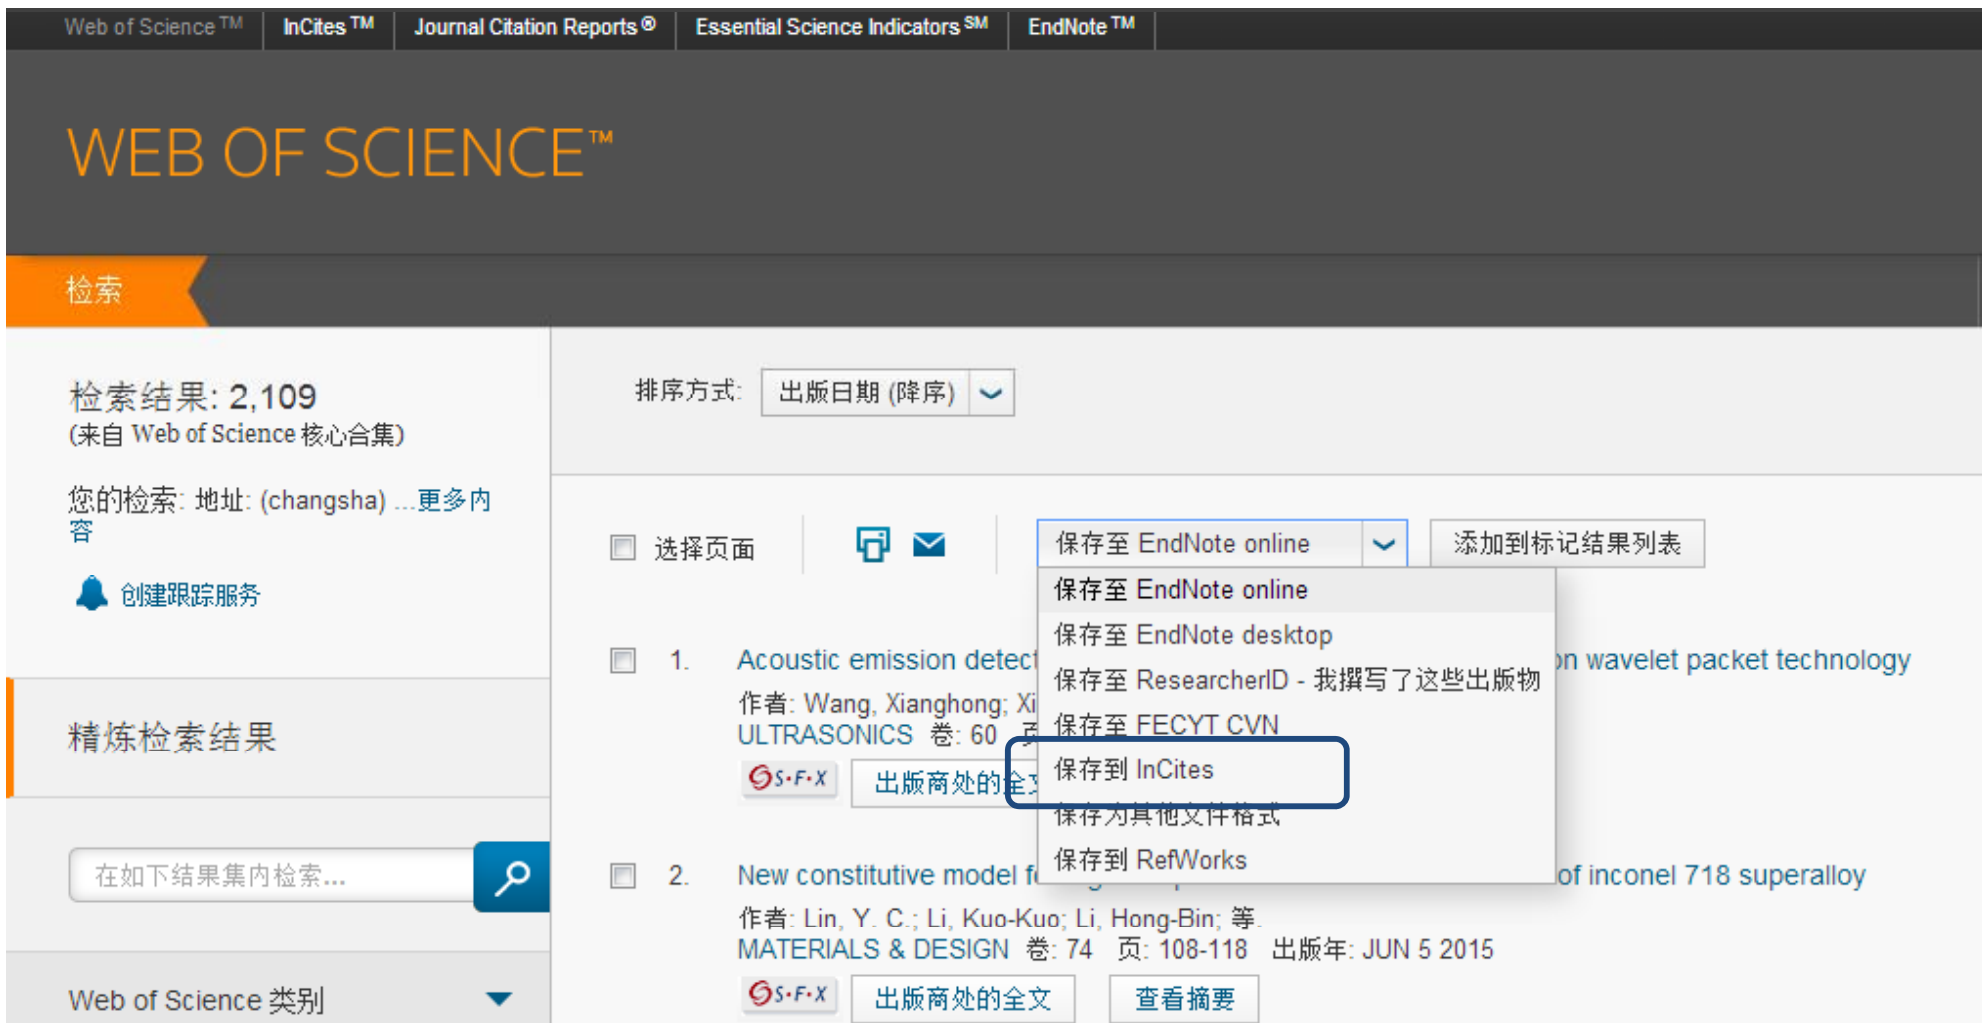 Web of Science™ InCites™ Journal Citation Reports® Essential Science Indicators℠ EndNote™
WEB OF SCIENCE™
检索
检索结果: 2,109
(来自 Web of Science 核心合集)
您的检索: 地址: (changsha) ...更多内
容
创建跟踪服务
精炼检索结果
在如下结果集内检索...
Web of Science 类别
排序方式: 出版日期 (降序)
选择页面
保存至 EndNote online
添加到标记结果列表
保存至 EndNote online
保存至 EndNote desktop
保存至 ResearcherID - 我撰写了这些出版物
保存至 FECYT CVN
保存到 InCites
保存为其他文件格式
保存到 RefWorks
1. Acoustic emission detect on wavelet packet technology
作者: Wang, Xianghong; Xi
ULTRASONICS 卷: 60 页
S·F·X 出版商处的全文
2. New constitutive model of inconel 718 superalloy
作者: Lin, Y. C.; Li, Kuo-Kuo; Li, Hong-Bin; 等.
MATERIALS & DESIGN 卷: 74 页: 108-118 出版年: JUN 5 2015
S·F·X 出版商处的全文 查看摘要